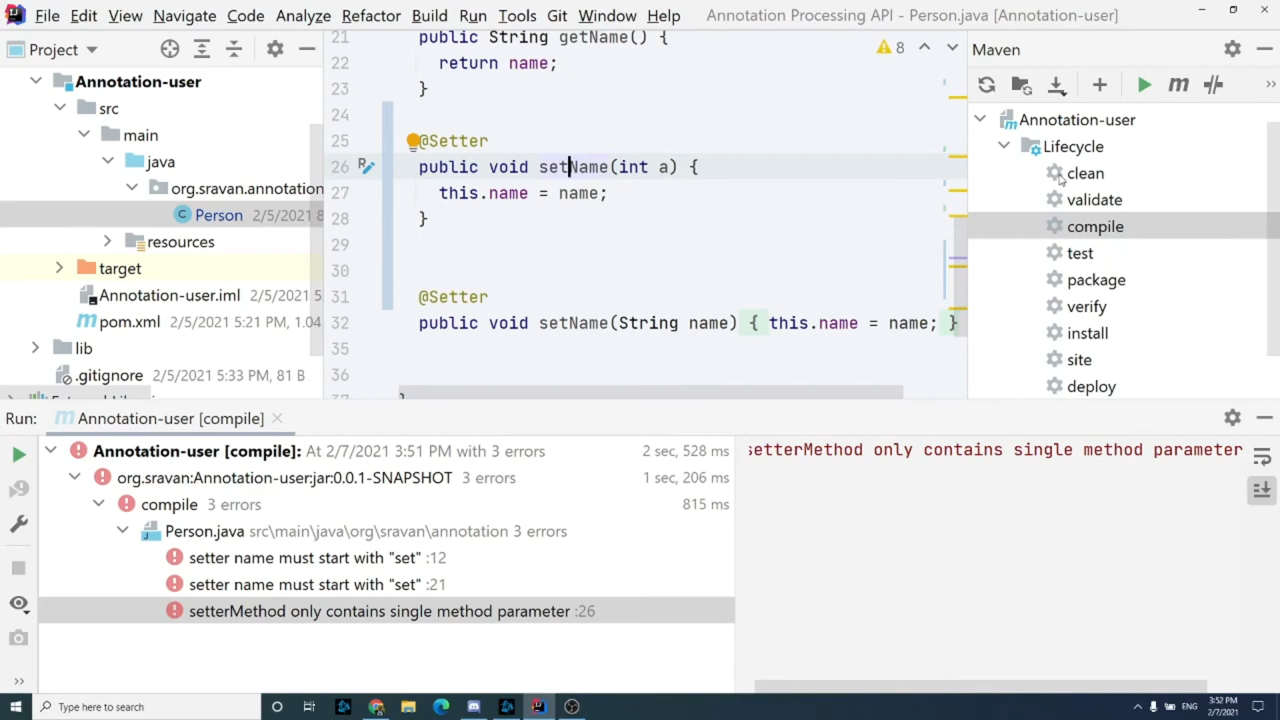 File Edit View Navigate Code Analyze Refactor Build Run Tools Git Window Help Annotation Processing API - Person.java [Annotation-user]
Project
Annotation-user
src
main
java
org.sravan.annotation
Person 2/5/2021 8
resources
target
Annotation-user.iml 2/5/2021 5
pom.xml 2/5/2021 5:21 PM, 1.04
lib
.gitignore 2/5/2021 5:33 PM, 81 B
21 public String getName() {
22 return name;
23 }
24
25 @Setter
26 public void setName(int a) {
27 this.name = name;
28 }
29
30
31 @Setter
32 public void setName(String name) { this.name = name; }
35
36
8
Maven
Annotation-user
Lifecycle
clean
validate
compile
test
package
verify
install
site
deploy
Run: Annotation-user [compile]
Annotation-user [compile]: At 2/7/2021 3:51 PM with 3 errors 2 sec, 528 ms
org.sravan:Annotation-user:jar:0.0.1-SNAPSHOT 3 errors 1 sec, 206 ms
compile 3 errors 815 ms
Person.java src\main\java\org\sravan\annotation 3 errors
setter name must start with "set" :12
setter name must start with "set" :21
setterMethod only contains single method parameter :26
setterMethod only contains single method parameter
Type here to search
ENG
3:52 PM
2/7/2021